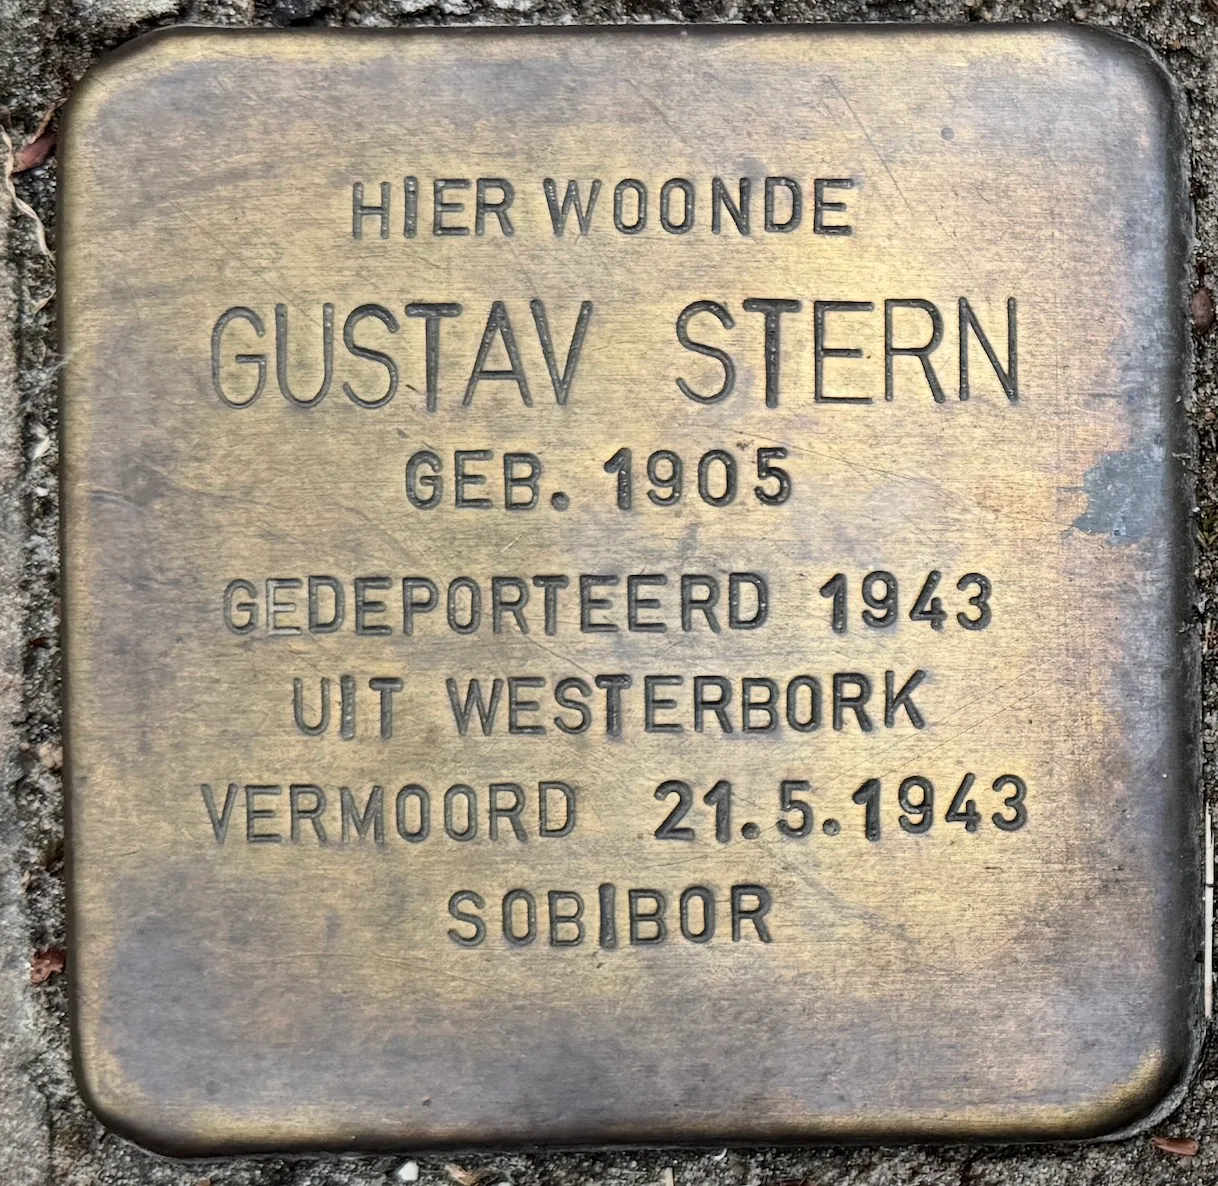 HIER WOONDE
GUSTAV STERN
GEB. 1905
GEDEPORTEERD 1943
UIT WESTERBORK
VERMOORD 21.5.1943
SOBIBOR